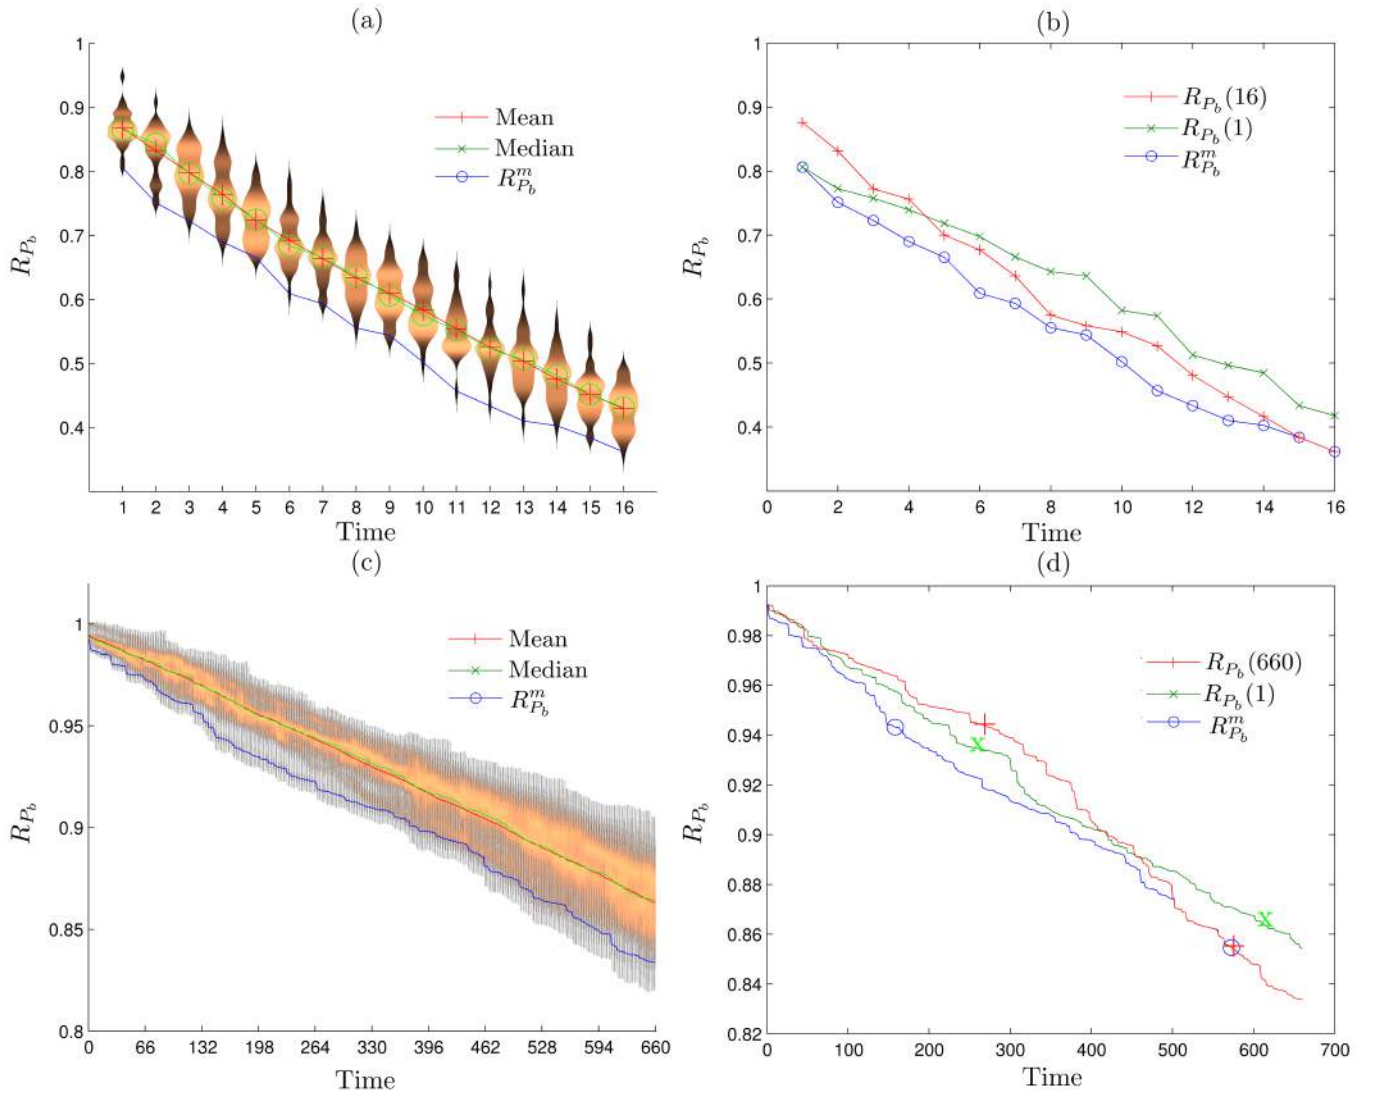 (a)
1
0.9
0.8
0.7
0.6
0.5
0.4
R_{P_b}
Mean
Median
R^m_{P_b}
1 2 3 4 5 6 7 8 9 10 11 12 13 14 15 16
Time
(b)
1
0.9
0.8
0.7
0.6
0.5
0.4
R_{P_b}
R_{P_b}(16)
R_{P_b}(1)
R^m_{P_b}
0 2 4 6 8 10 12 14 16
Time
(c)
1
0.95
0.9
0.85
0.8
R_{P_b}
Mean
Median
R^m_{P_b}
0 66 132 198 264 330 396 462 528 594 660
Time
(d)
1
0.98
0.96
0.94
0.92
0.9
0.88
0.86
0.84
0.82
R_{P_b}
R_{P_b}(660)
R_{P_b}(1)
R^m_{P_b}
0 100 200 300 400 500 600 700
Time